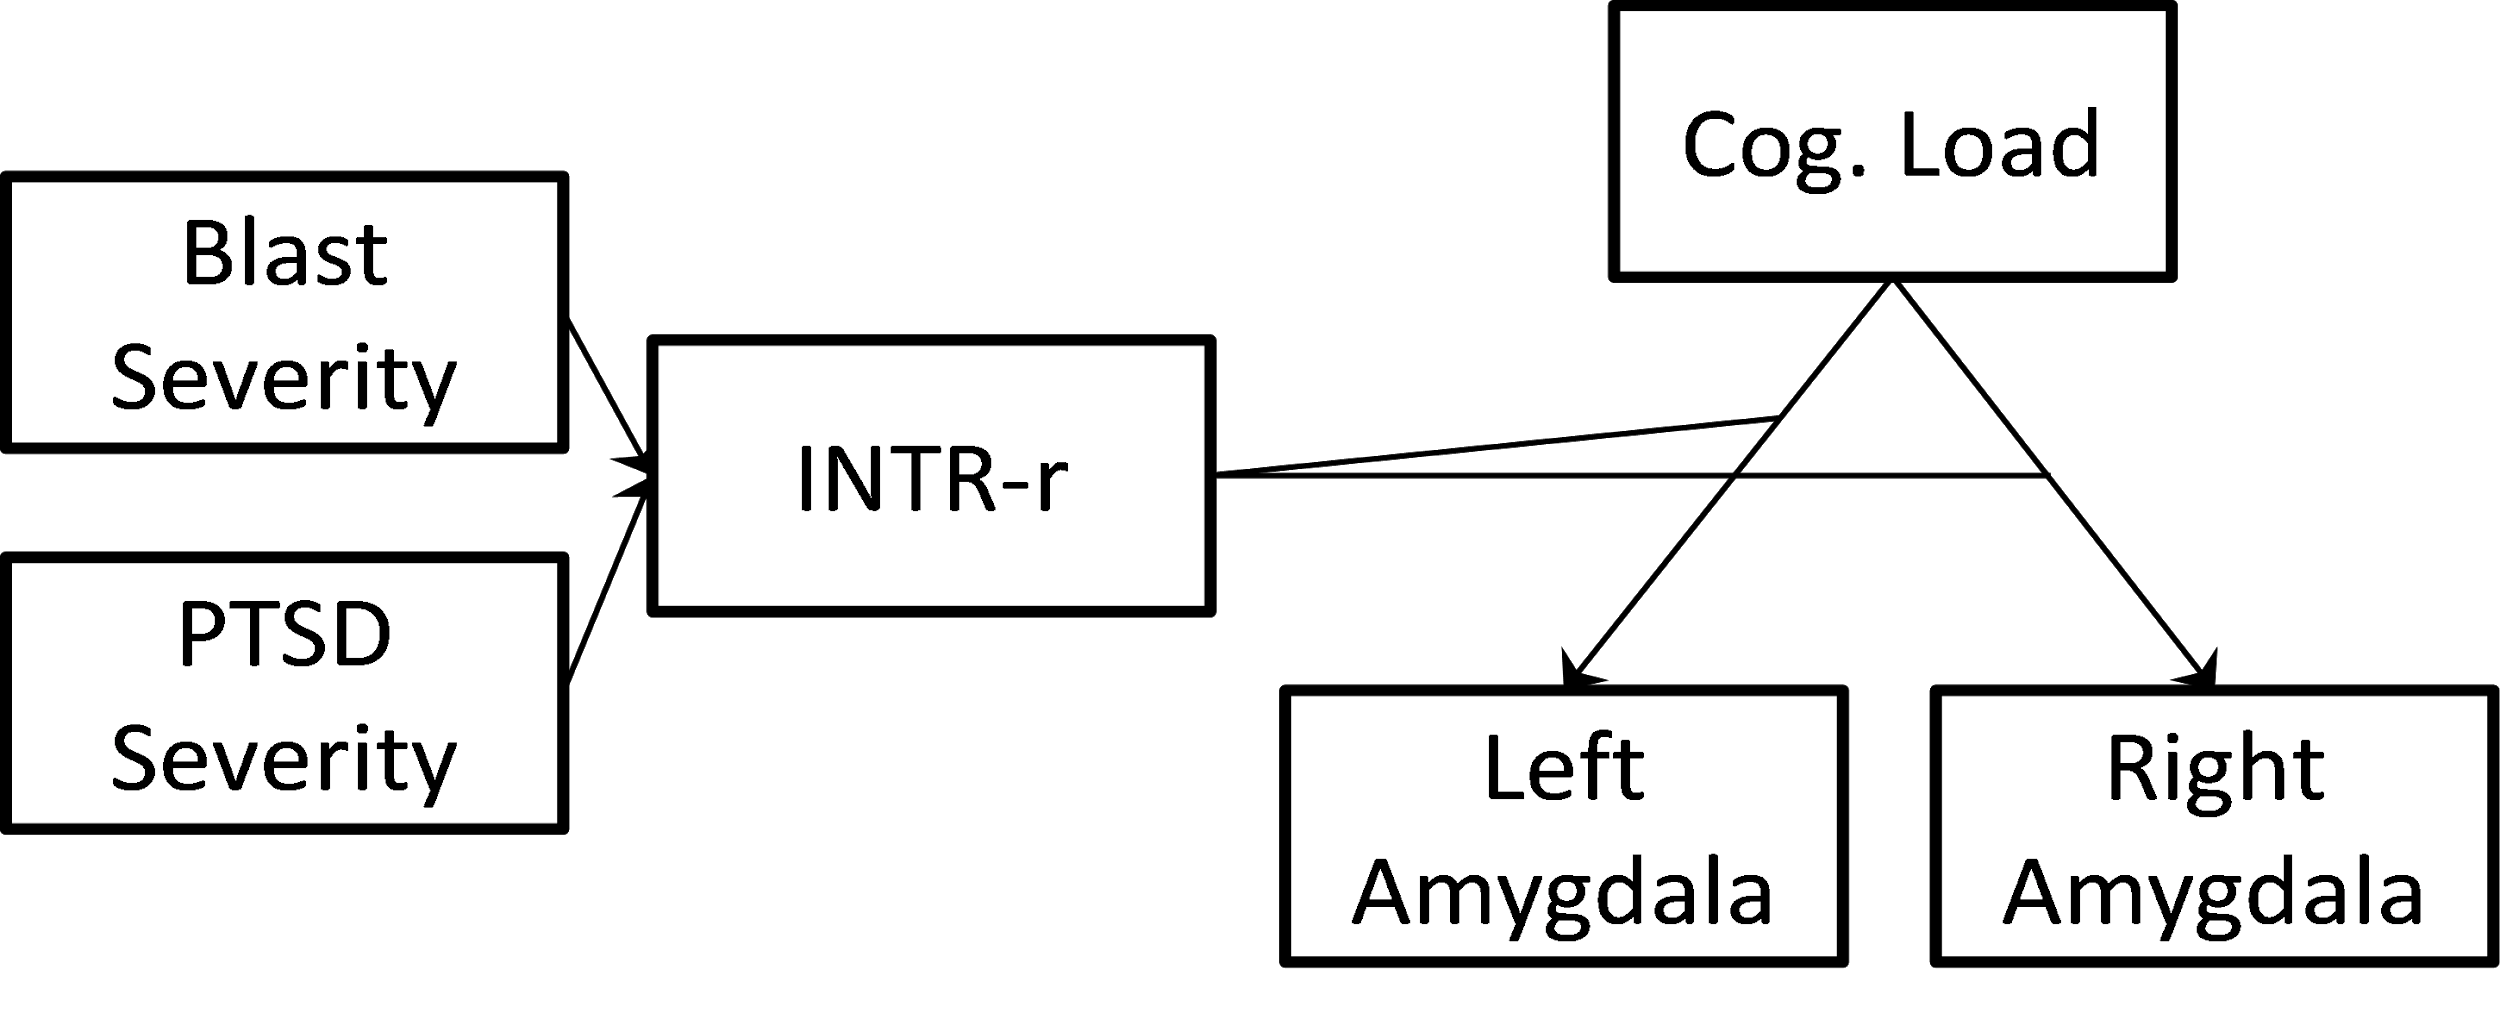 Cog. Load
Blast
Severity
INTR-r
PTSD
Severity
Left
Amygdala
Right
Amygdala